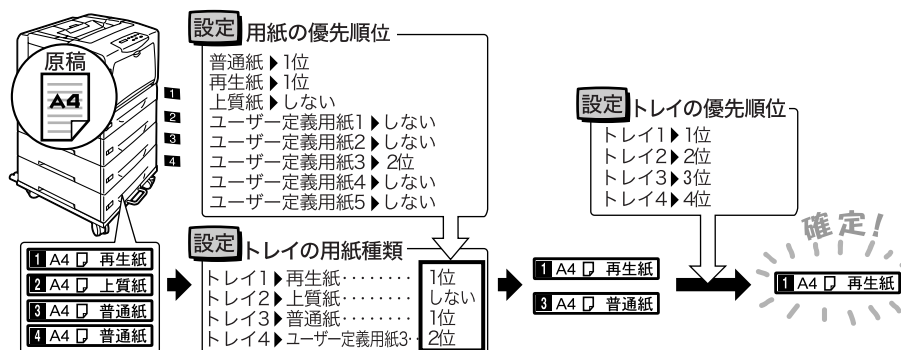 設定 用紙の優先順位
普通紙▶1位
再生紙▶1位
上質紙▶しない
ユーザー定義用紙1▶しない
ユーザー定義用紙2▶しない
ユーザー定義用紙3▶2位
ユーザー定義用紙4▶しない
ユーザー定義用紙5▶しない
原稿
A4
1
2
3
4
1 A4 再生紙
2 A4 上質紙
3 A4 普通紙
4 A4 普通紙
設定 トレイの用紙種類
トレイ1▶再生紙········ 1位
トレイ2▶上質紙········ しない
トレイ3▶普通紙········ 1位
トレイ4▶ユーザー定義用紙3·· 2位
1 A4 再生紙
3 A4 普通紙
設定 トレイの優先順位
トレイ1▶1位
トレイ2▶2位
トレイ3▶3位
トレイ4▶4位
確定!
1 A4 再生紙